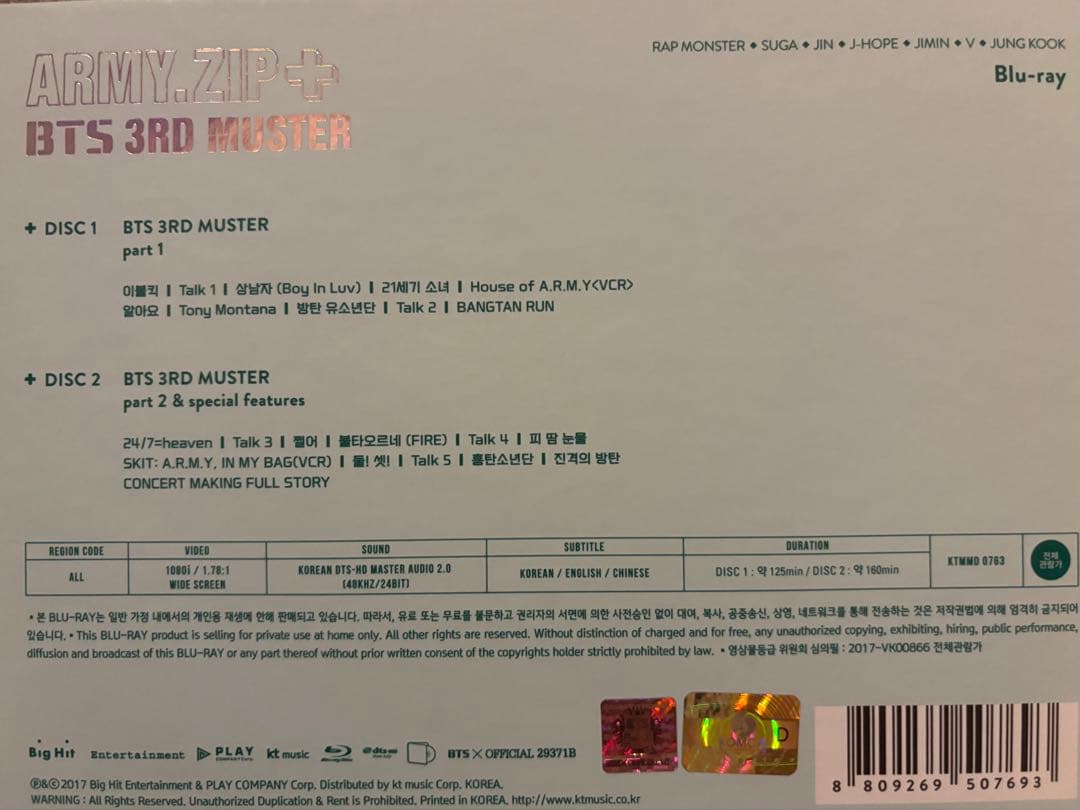 ARMY.ZIP+
BTS 3RD MUSTER
RAP MONSTER ◆ SUGA ◆ JIN ◆ J-HOPE ◆ JIMIN ◆ V ◆ JUNG KOOK
Blu-ray
+ DISC 1 BTS 3RD MUSTER
part 1
이불킥 | Talk 1 | 상남자 (Boy In Luv) | 21세기 소녀 | House of A.R.M.Y<VCR>
알아요 | Tony Montana | 방탄 유소년단 | Talk 2 | BANGTAN RUN
+ DISC 2 BTS 3RD MUSTER
part 2 & special features
24/7=heaven | Talk 3 | 쩔어 | 불타오르네 (FIRE) | Talk 4 | 피 땀 눈물
SKIT: A.R.M.Y, IN MY BAG(VCR) | 둘! 셋! | Talk 5 | 흥탄소년단 | 진격의 방탄
CONCERT MAKING FULL STORY
REGION CODE VIDEO SOUND SUBTITLE DURATION
ALL 1080i / 1.78:1 WIDE SCREEN KOREAN DTS-HD MASTER AUDIO 2.0 (48KHZ/24BIT) KOREAN / ENGLISH / CHINESE DISC 1 : 약 125min / DISC 2 : 약 160min KTMMD 0763 전체 관람가
• 본 BLU-RAY는 일반 가정 내에서의 개인용 재생에 한해 판매되고 있습니다. 따라서, 유료 또는 무료를 불문하고 권리자의 서면에 의한 사전승인 없이 대여, 복사, 공중송신, 상영, 네트워크를 통해 전송하는 것은 저작권법에 의해 엄격히 금지되어
있습니다. • This BLU-RAY product is selling for private use at home only. All other rights are reserved. Without distinction of charged and for free, any unauthorized copying, exhibiting, hiring, public performance,
diffusion and broadcast of this BLU-RAY or any part thereof without prior written consent of the copyrights holder strictly prohibited by law. • 영상물등급 위원회 심의필 : 2017-VK00866 전체관람가
Big Hit Entertainment PLAY COMPANY Corp. kt music Blu-ray dts-HD BTS X OFFICIAL 29371B
℗&©2017 Big Hit Entertainment & PLAY COMPANY Corp. Distributed by kt music Corp. KOREA.
WARNING : All Rights Reserved. Unauthorized Duplication & Rent is Prohibited. Printed in KOREA. http://www.ktmusic.co.kr
8 809269 507693